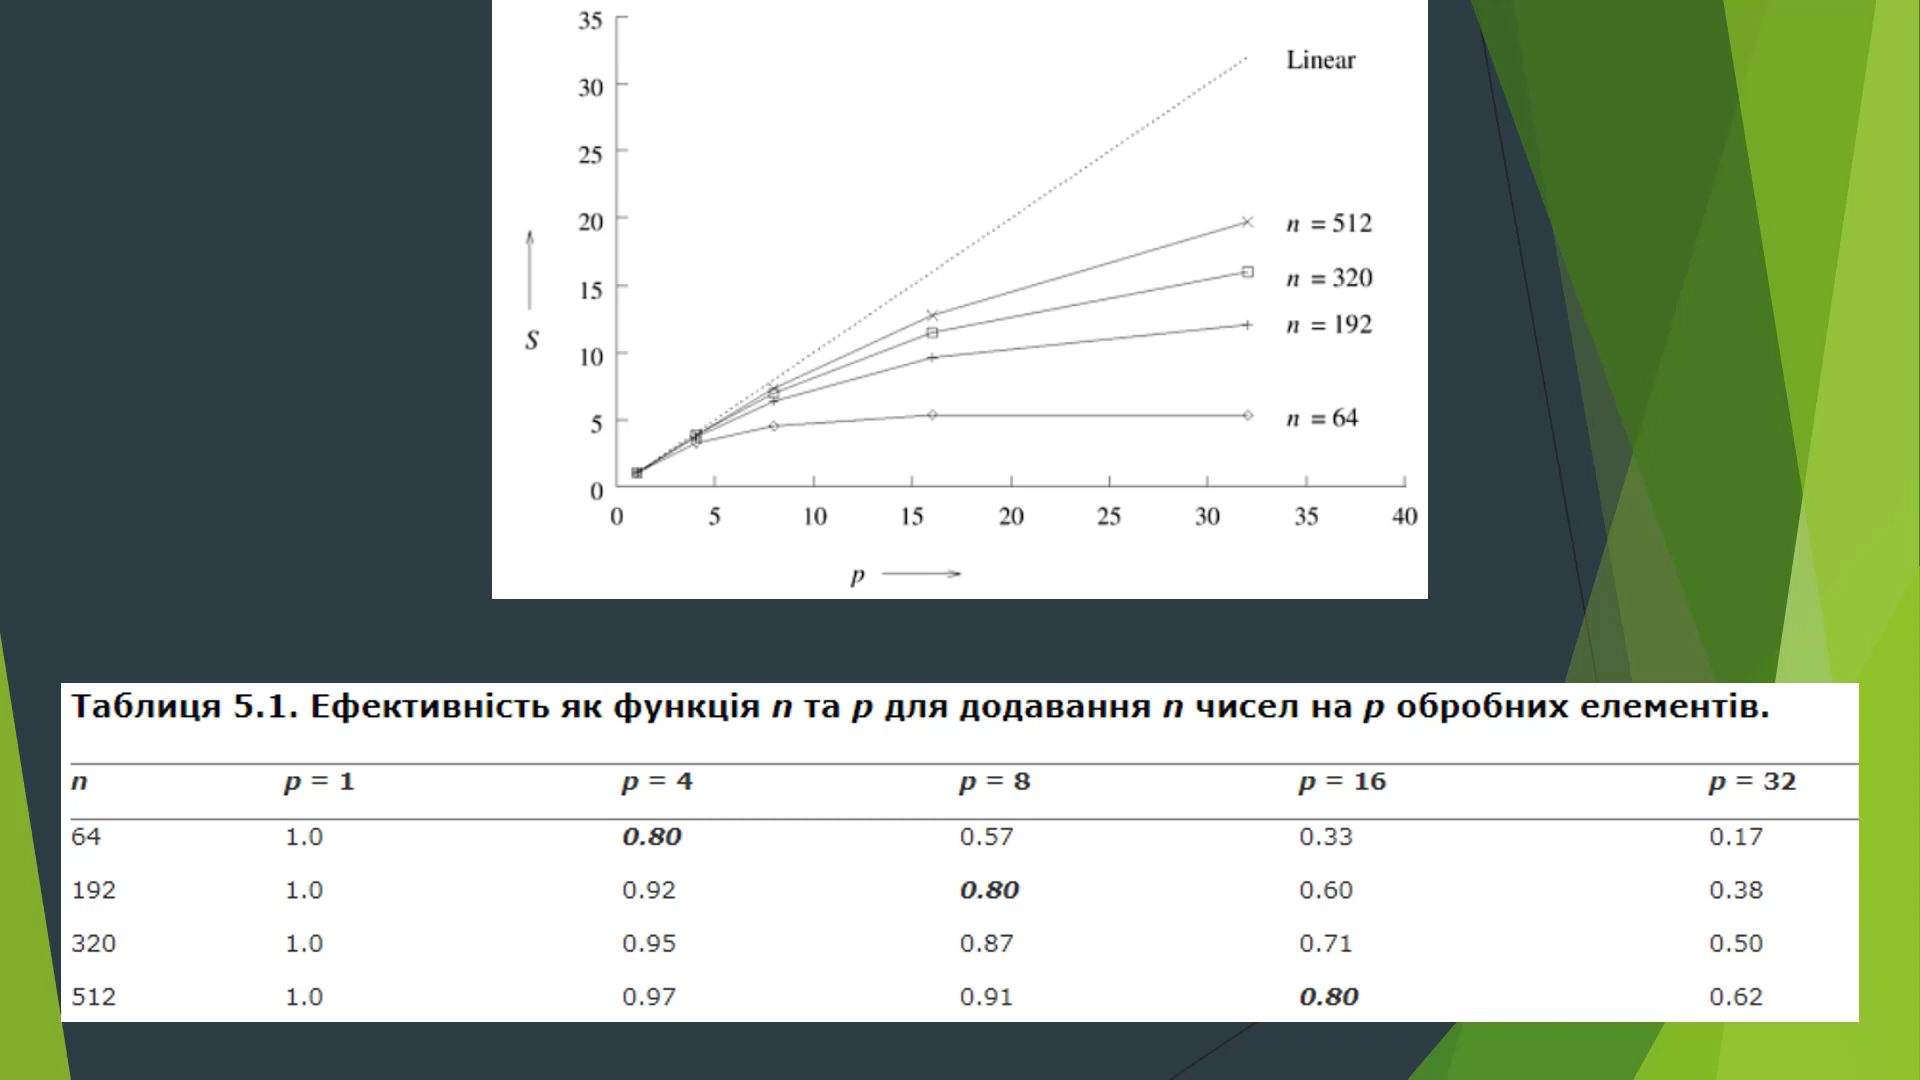 35
30
25
20
15
10
5
0
S
Linear
n = 512
n = 320
n = 192
n = 64
0 5 10 15 20 25 30 35 40
p
Таблиця 5.1. Ефективність як функція n та p для додавання n чисел на p обробних елементів.
n p = 1 p = 4 p = 8 p = 16 p = 32
64 1.0 0.80 0.57 0.33 0.17
192 1.0 0.92 0.80 0.60 0.38
320 1.0 0.95 0.87 0.71 0.50
512 1.0 0.97 0.91 0.80 0.62